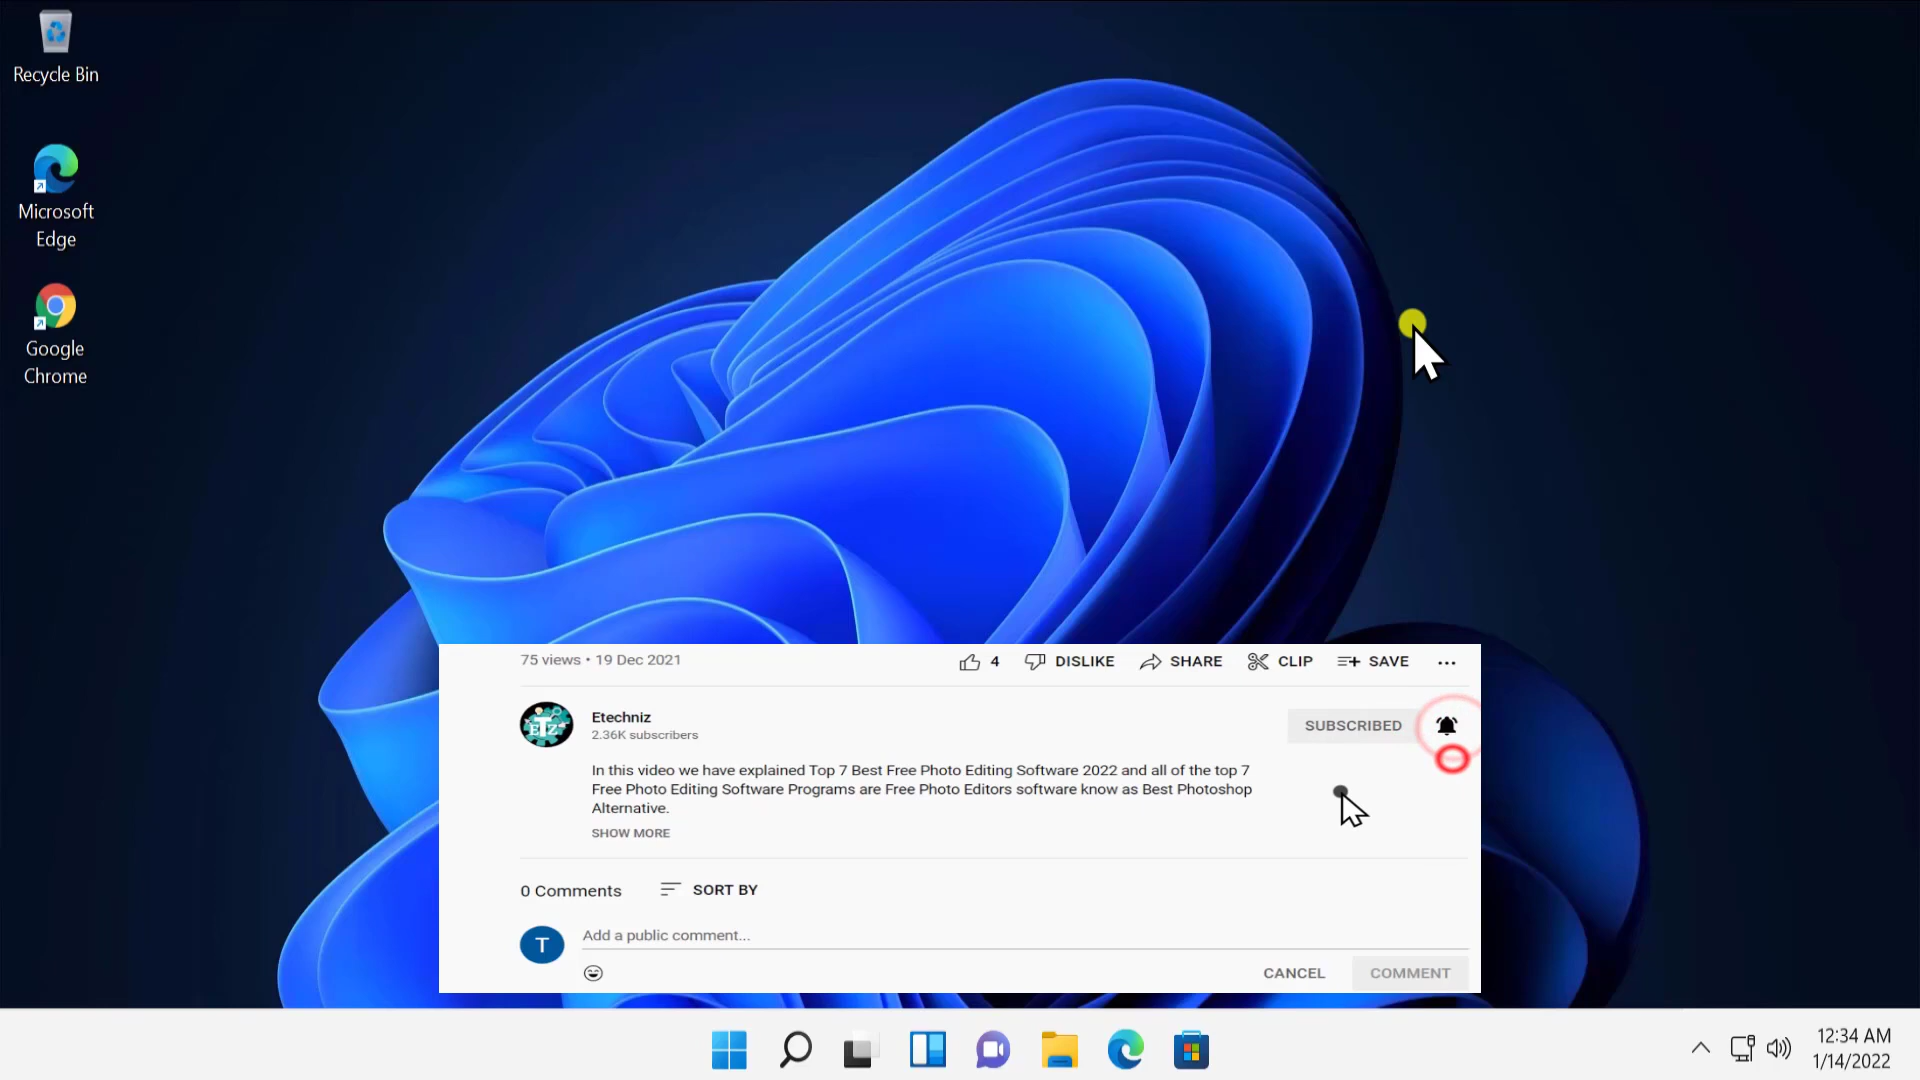 Recycle Bin
Microsoft
Edge
Google
Chrome
75 views • 19 Dec 2021
4 DISLIKE SHARE CLIP SAVE ...
ETZ
Etechniz
2.36K subscribers
SUBSCRIBED
In this video we have explained Top 7 Best Free Photo Editing Software 2022 and all of the top 7
Free Photo Editing Software Programs are Free Photo Editors software know as Best Photoshop
Alternative.
SHOW MORE
0 Comments SORT BY
T
Add a public comment...
CANCEL COMMENT
12:34 AM
1/14/2022